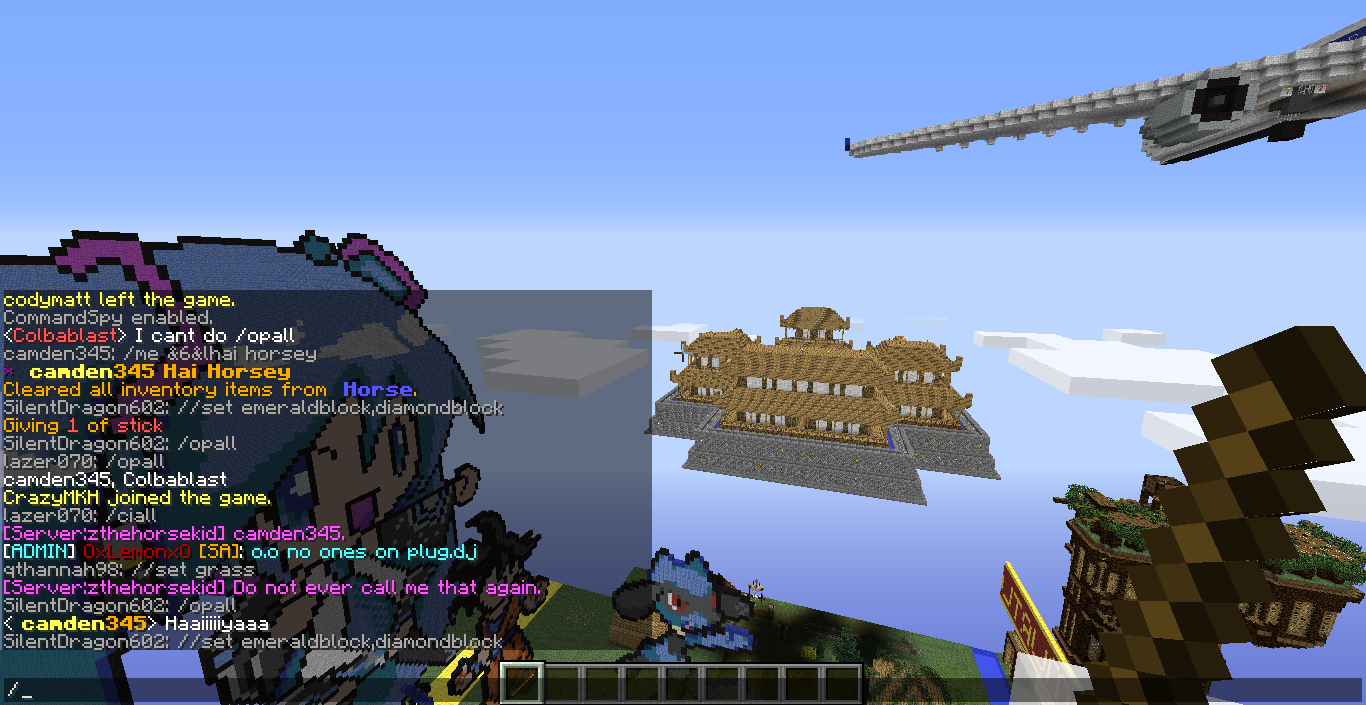 codymatt left the game.
CommandSpy enabled.
<Colbablast> I cant do /opall
camden345: /me &6&lhai horsey
* camden345 Hai Horsey
Cleared all inventory items from Horse.
SilentDragon602: //set emeraldblock,diamondblock
Giving 1 of stick
SilentDragon602: /opall
lazer070: /opall
camden345, Colbablast
CrazyMKH joined the game.
lazer070: /ciall
[Server:zthehorsekid] camden345.
[ADMIN] 0xLemonx0 [SA]: o.o no ones on plug.dj
qthannah98: //set grass
[Server:zthehorsekid] Do not ever call me that again.
SilentDragon602: /opall
< camden345> Haaiiiiiyaaa
SilentDragon602: //set emeraldblock,diamondblock
/_